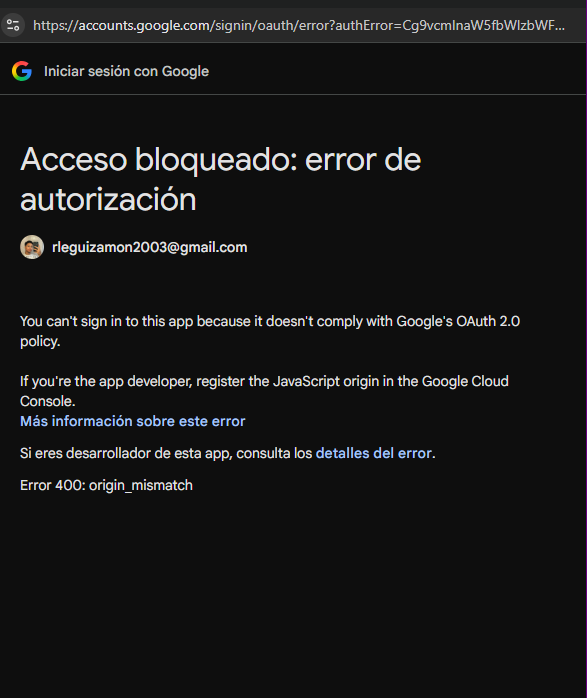 https://accounts.google.com/signin/oauth/error?authError=Cg9vcmlnaW5fbWlzbWF...
Iniciar sesión con Google
Acceso bloqueado: error de
autorización
rleguizamon2003@gmail.com
You can't sign in to this app because it doesn't comply with Google's OAuth 2.0
policy.
If you're the app developer, register the JavaScript origin in the Google Cloud
Console.
Más información sobre este error
Si eres desarrollador de esta app, consulta los detalles del error.
Error 400: origin_mismatch